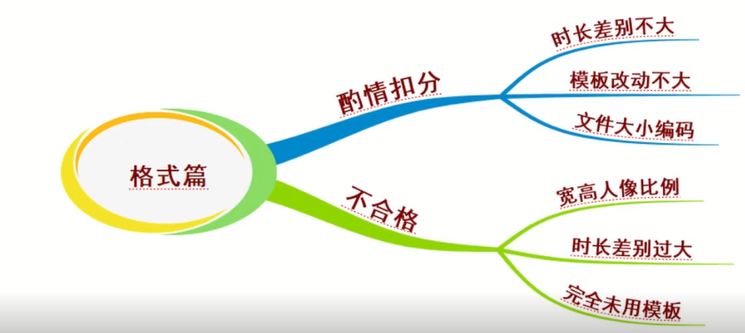 格式篇
酌情扣分
时长差别不大
模板改动不大
文件大小编码
不合格
宽高人像比例
时长差别过大
完全未用模板